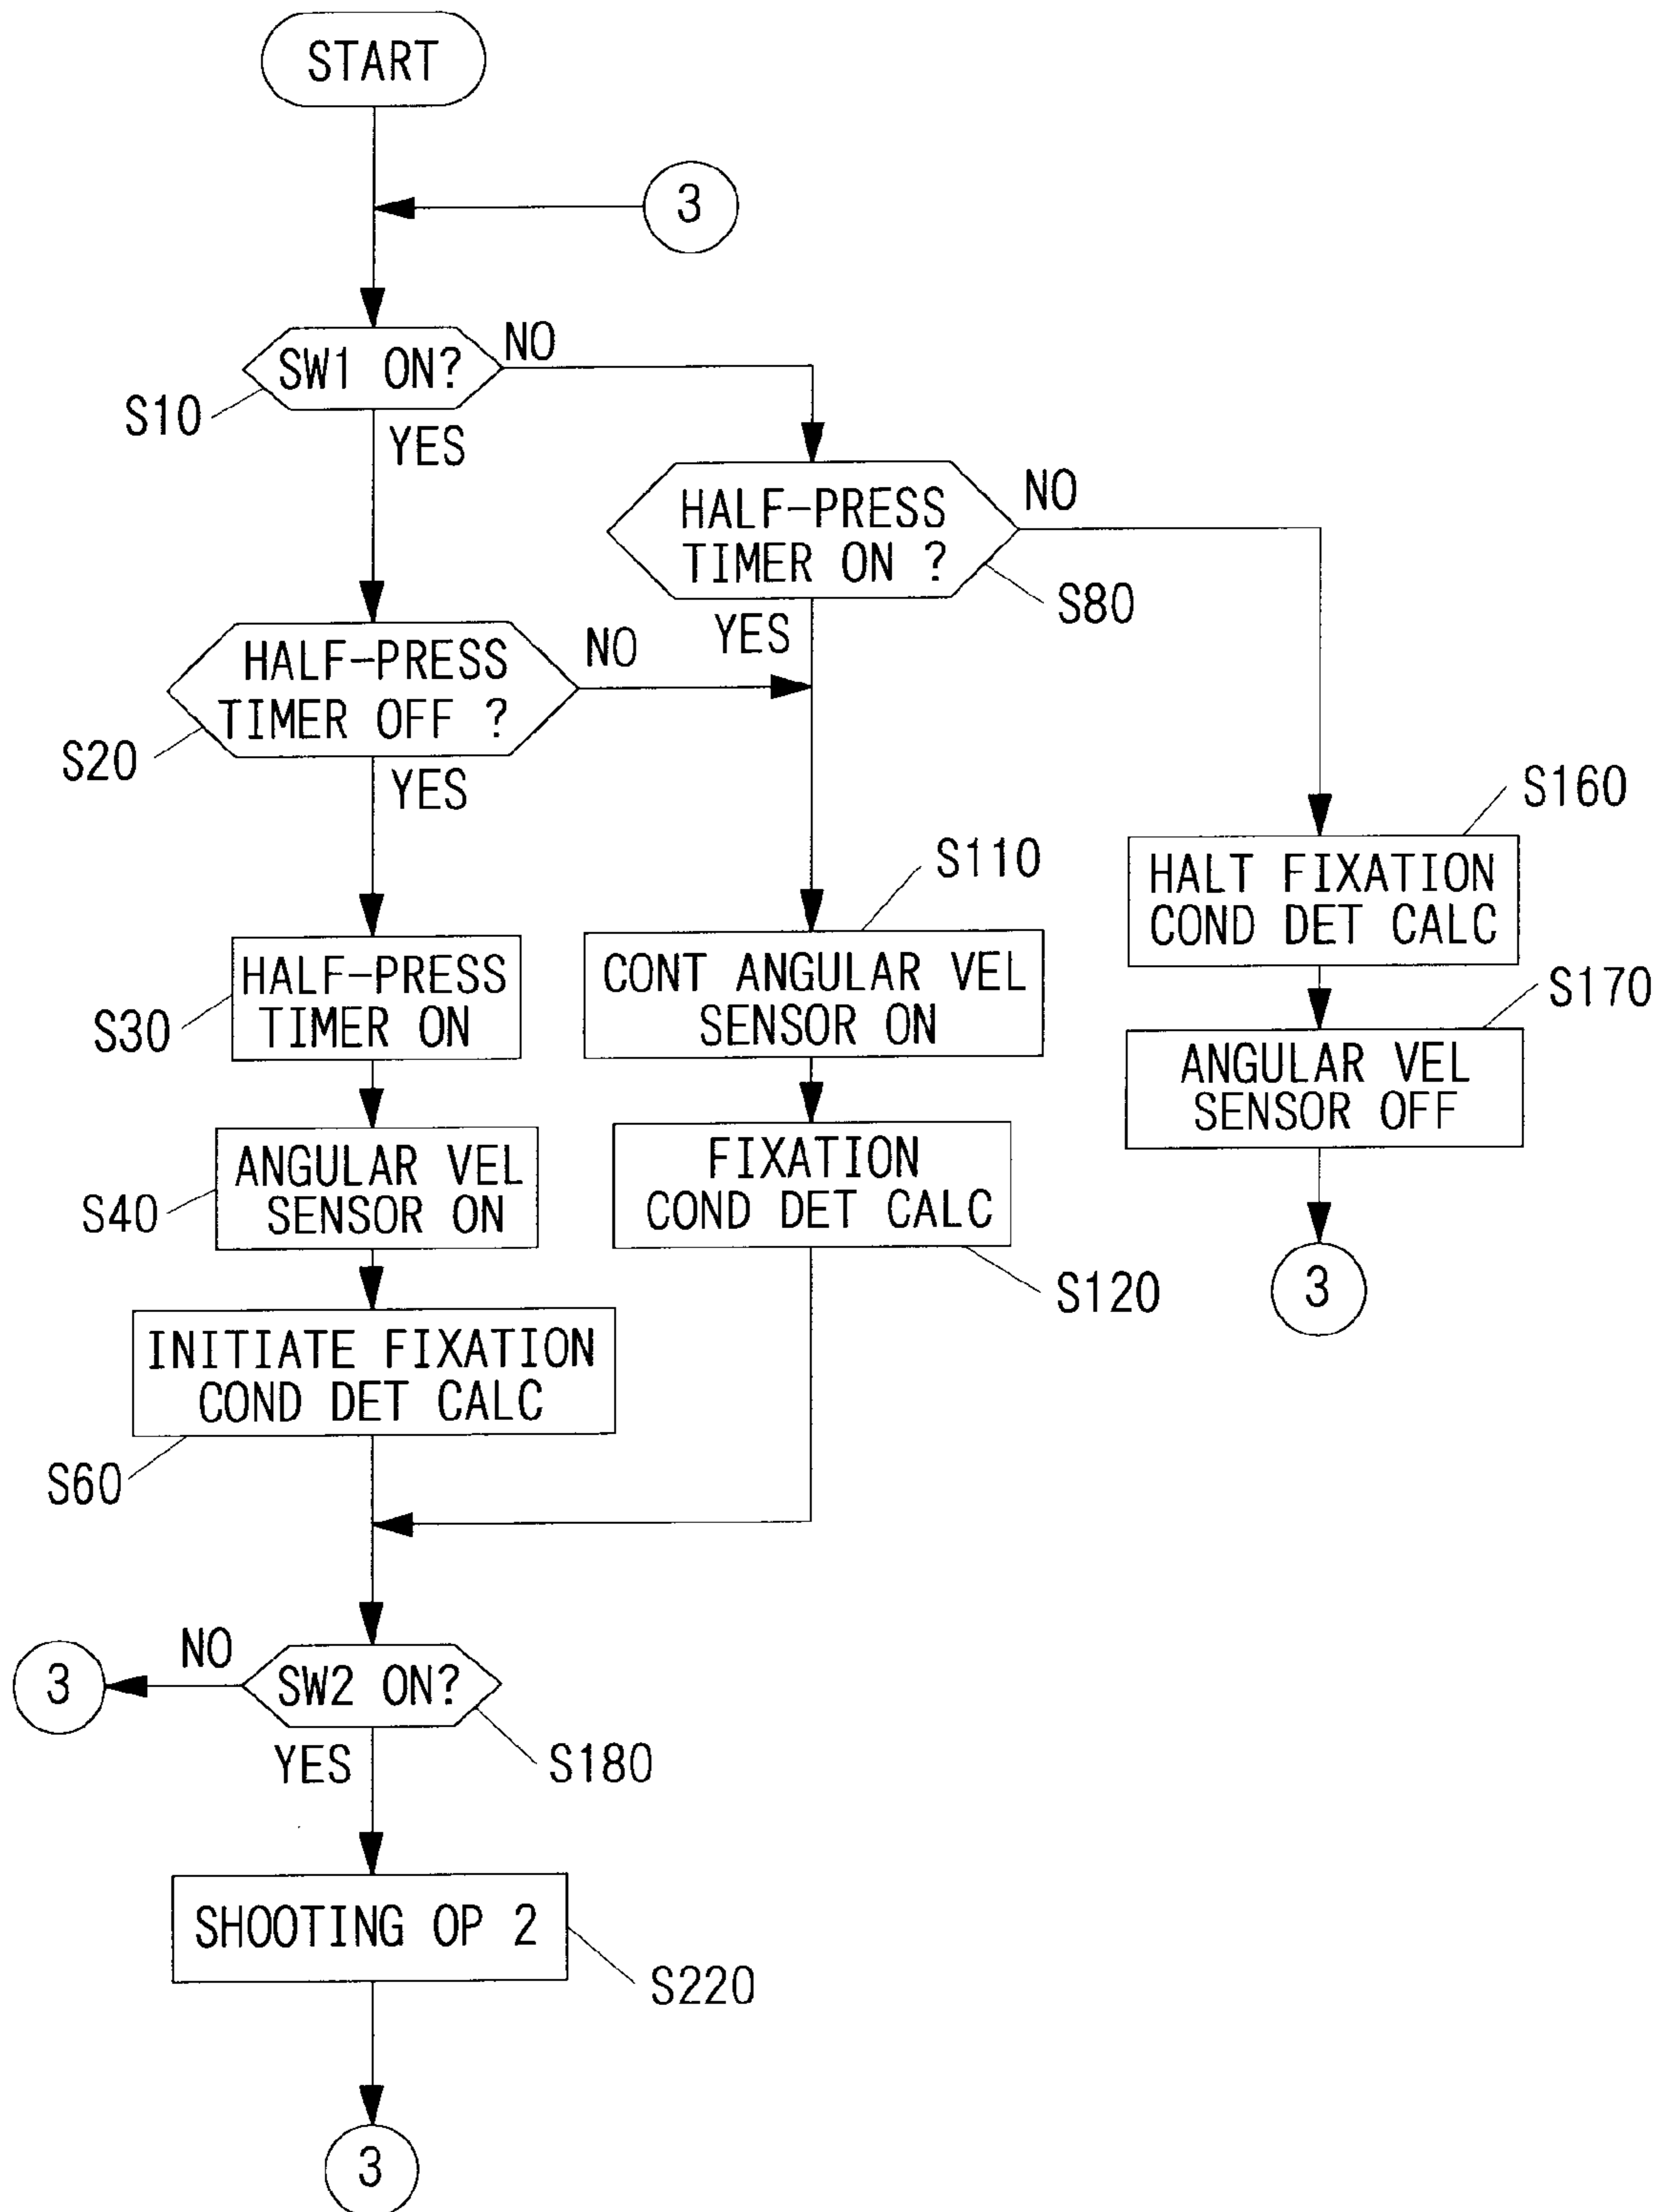 START
3
SW1 ON?
NO
S10
YES
HALF-PRESS
TIMER ON ?
NO
S80
YES
HALF-PRESS
TIMER OFF ?
NO
S20
YES
S160
HALT FIXATION
COND DET CALC
S110
HALF-PRESS
TIMER ON
S30
CONT ANGULAR VEL
SENSOR ON
S170
ANGULAR VEL
SENSOR OFF
ANGULAR VEL
SENSOR ON
S40
FIXATION
COND DET CALC
S120
3
INITIATE FIXATION
COND DET CALC
S60
3
NO
SW2 ON?
S180
YES
SHOOTING OP 2
S220
3